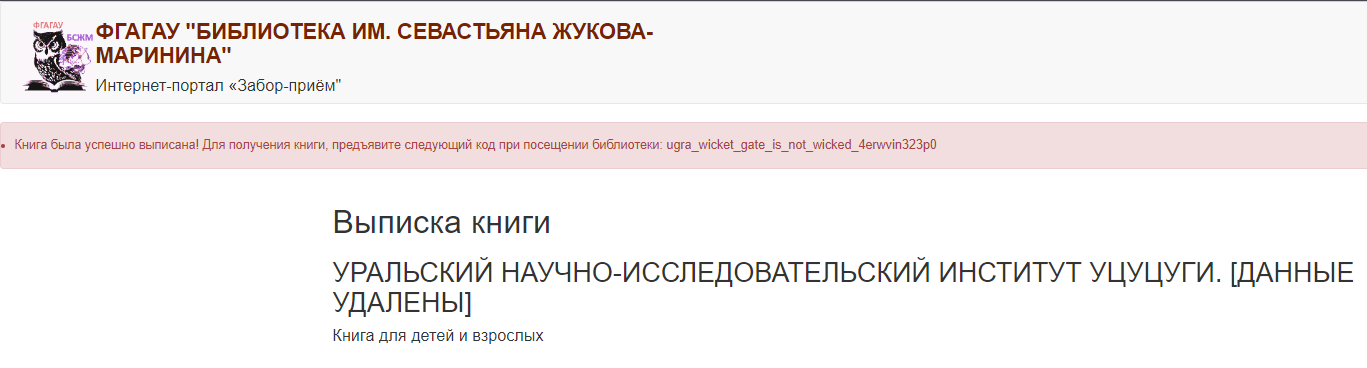 ФГАГАУ
БСЖМ
ФГАГАУ "БИБЛИОТЕКА ИМ. СЕВАСТЬЯНА ЖУКОВА-
МАРИНИНА"
Интернет-портал «Забор-приём"
Книга была успешно выписана! Для получения книги, предъявите следующий код при посещении библиотеки: ugra_wicket_gate_is_not_wicked_4erwvin323p0
Выписка книги
УРАЛЬСКИЙ НАУЧНО-ИССЛЕДОВАТЕЛЬСКИЙ ИНСТИТУТ УЦУЦУГИ. [ДАННЫЕ
УДАЛЕНЫ]
Книга для детей и взрослых